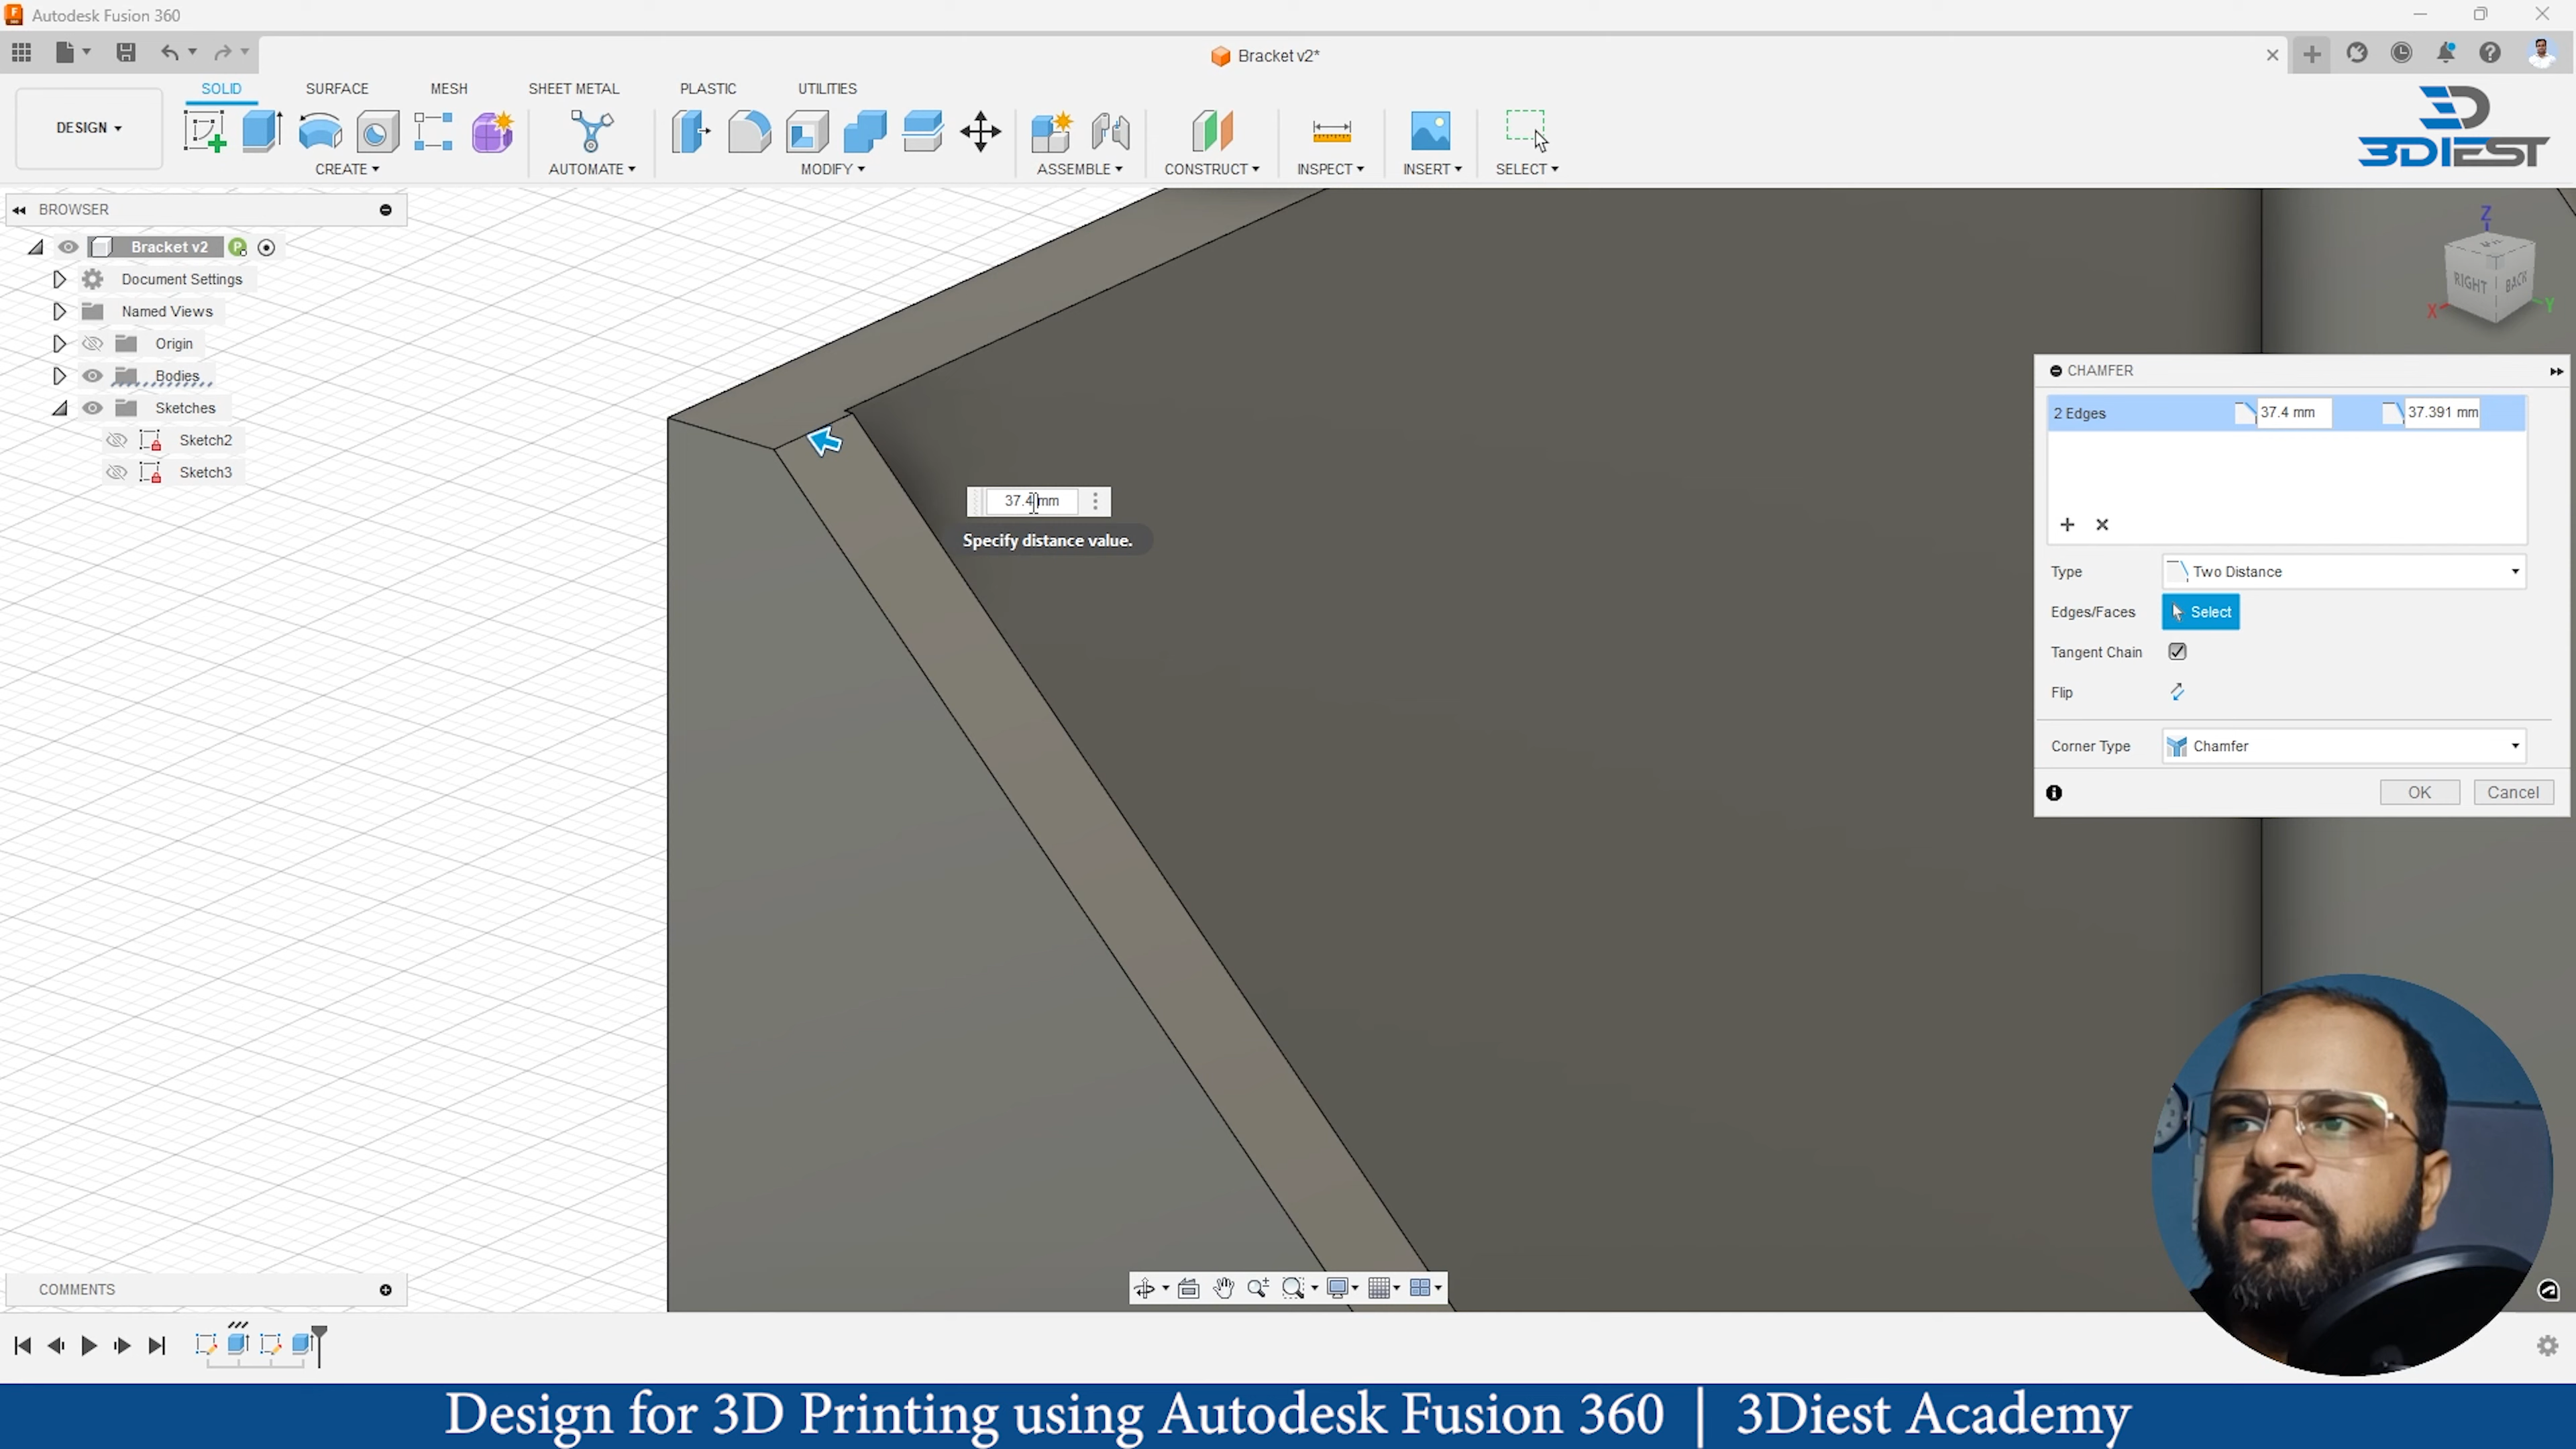 Autodesk Fusion 360
Bracket v2*
SOLID SURFACE MESH SHEET METAL PLASTIC UTILITIES
DESIGN
CREATE AUTOMATE MODIFY ASSEMBLE CONSTRUCT INSPECT INSERT SELECT
3DIEST
BROWSER
Bracket v2
Document Settings
Named Views
Origin
Bodies
Sketches
Sketch2
Sketch3
Z
RIGHT BACK
X Y
37.4 mm
Specify distance value.
CHAMFER
2 Edges 37.4 mm 37.391 mm
Type Two Distance
Edges/Faces Select
Tangent Chain
Flip
Corner Type Chamfer
OK Cancel
COMMENTS
Design for 3D Printing using Autodesk Fusion 360 | 3Diest Academy